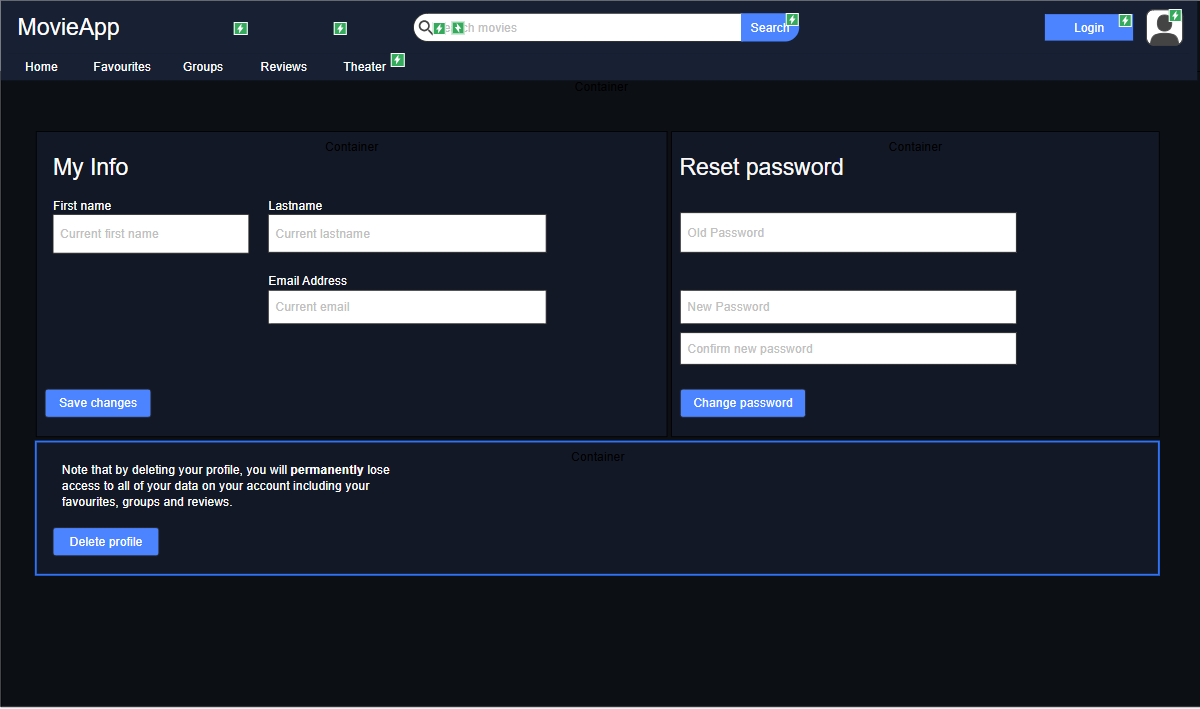 MovieApp
Search movies
Search
Login
Home
Favourites
Groups
Reviews
Theater
Container
Container
Container
My Info
Reset password
First name
Lastname
Current first name
Current lastname
Old Password
Email Address
Current email
New Password
Confirm new password
Save changes
Change password
Container
Note that by deleting your profile, you will permanently lose
access to all of your data on your account including your
favourites, groups and reviews.
Delete profile